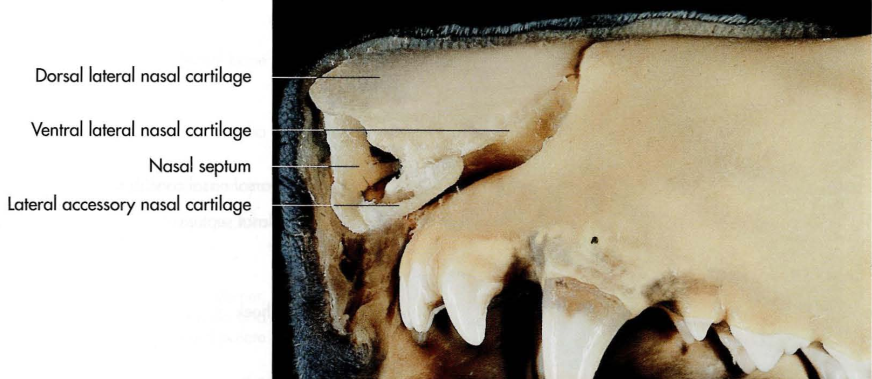 Dorsal lateral nasal cartilage
Ventral lateral nasal cartilage
Nasal septum
Lateral accessory nasal cartilage